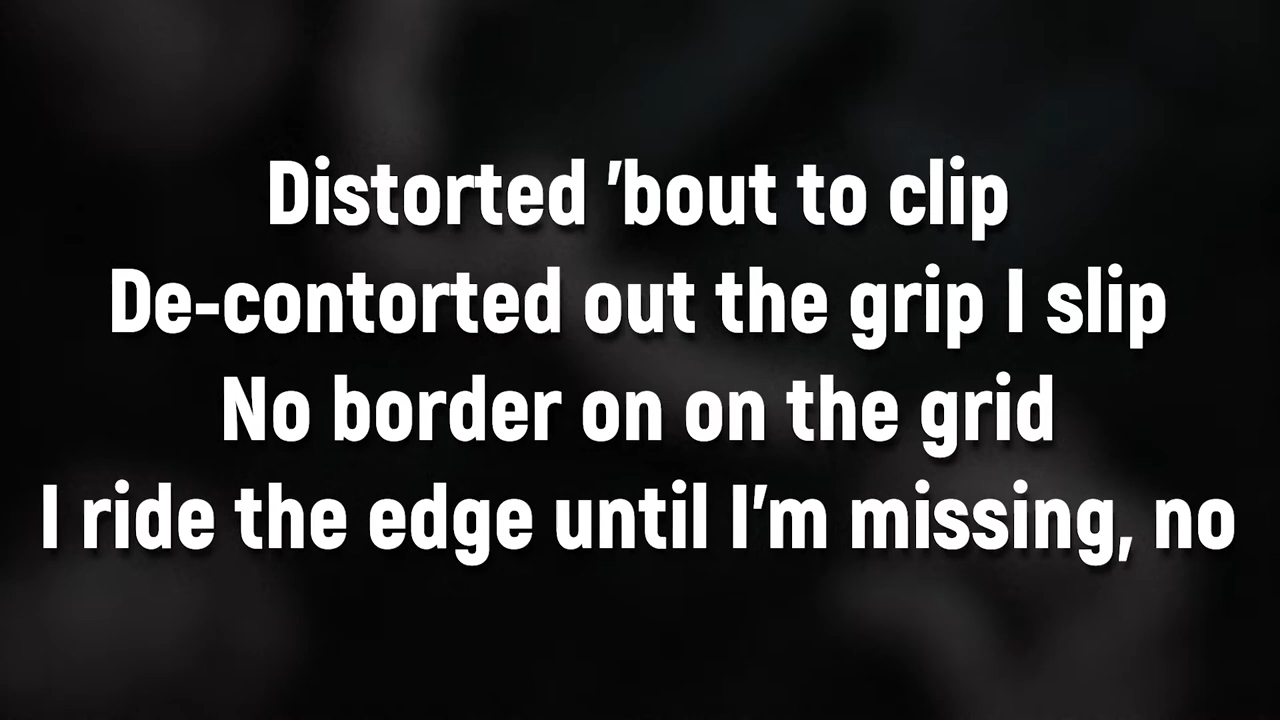 Distorted ’bout to clip
De-contorted out the grip I slip
No border on on the grid
I ride the edge until I’m missing, no